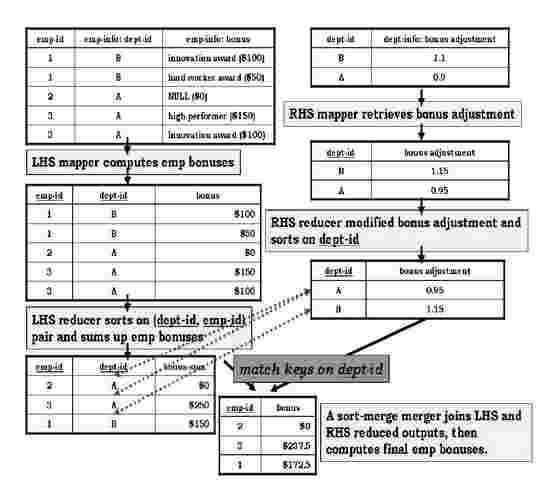 emp-id emp-info: dept-id emp-info: bonus
1 B innovation award ($100)
1 B hard worker award ($50)
2 A NULL ($0)
3 A high performer ($150)
3 A Innovation award ($100)
LHS mapper computes emp bonuses
emp-id dept-id bonus
1 B $100
1 B $50
2 A $0
3 A $150
3 A $100
LHS reducer sorts on (dept-id, emp-id)
pair and sums up emp bonuses
emp-id dept-id bonus-sum
2 A $0
3 A $250
1 B $150
dept-id dept-info: bonus adjustment
B 1.1
A 0.9
RHS mapper retrieves bonus adjustment
dept-id bonus adjustment
B 1.15
A 0.95
RHS reducer modified bonus adjustment and
sorts on dept-id
dept-id bonus adjustment
A 0.95
B 1.15
match keys on dept-id
emp-id bonus
2 $0
3 $237.5
1 $172.5
A sort-merge merger joins LHS and
RHS reduced outputs, then
computes final emp bonuses.